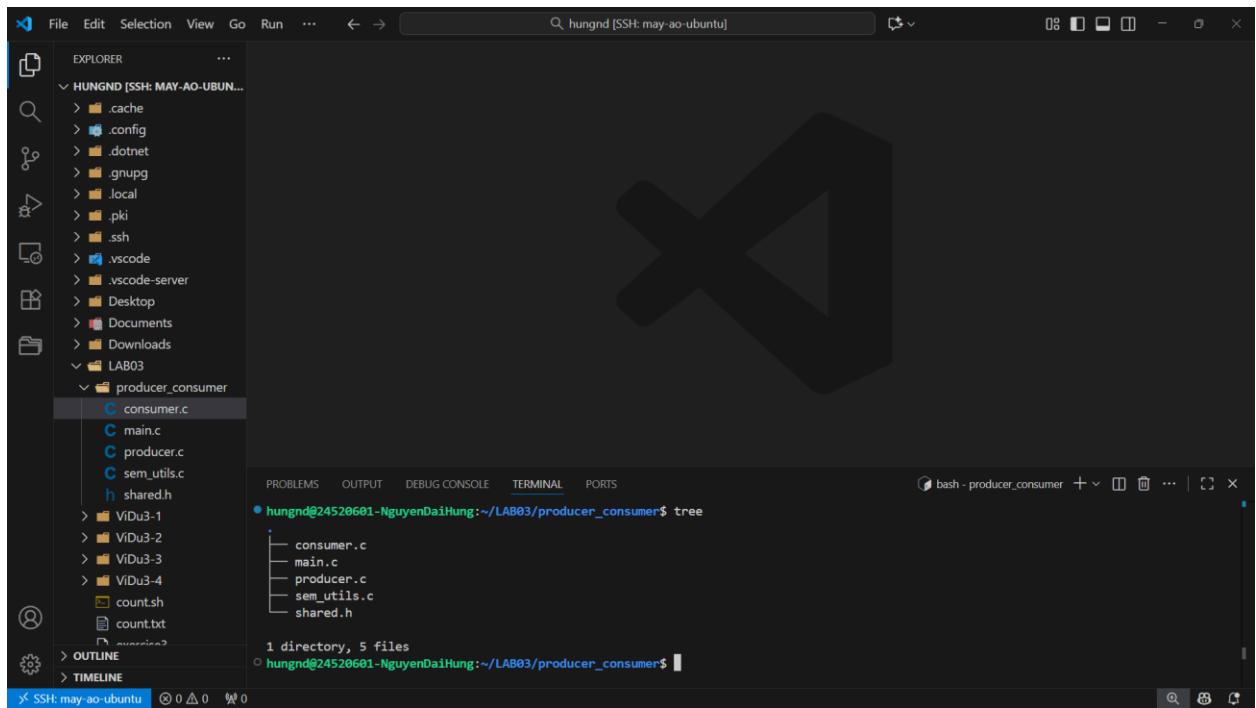 File Edit Selection View Go Run ··· ← → hungnd [SSH: may-ao-ubuntu]
EXPLORER ···
HUNGND [SSH: MAY-AO-UBUN...
.cache
.config
.dotnet
.gnupg
.local
.pki
.ssh
.vscode
.vscode-server
Desktop
Documents
Downloads
LAB03
producer_consumer
C consumer.c
C main.c
C producer.c
C sem_utils.c
h shared.h
ViDu3-1
ViDu3-2
ViDu3-3
ViDu3-4
count.sh
count.txt
OUTLINE
TIMELINE
PROBLEMS OUTPUT DEBUG CONSOLE TERMINAL PORTS bash - producer_consumer
hungnd@24520601-NguyenDaiHung:~/LAB03/producer_consumer$ tree
.
├── consumer.c
├── main.c
├── producer.c
├── sem_utils.c
└── shared.h
1 directory, 5 files
hungnd@24520601-NguyenDaiHung:~/LAB03/producer_consumer$
SSH: may-ao-ubuntu 0 0 0